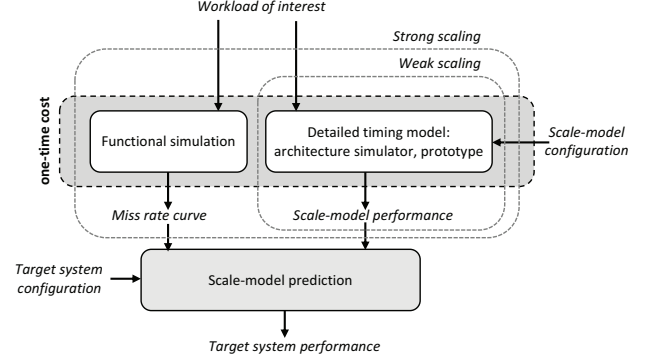 Workload of interest
Strong scaling
Weak scaling
one-time cost
Functional simulation
Detailed timing model:
architecture simulator, prototype
Scale-model
configuration
Miss rate curve
Scale-model performance
Target system
configuration
Scale-model prediction
Target system performance